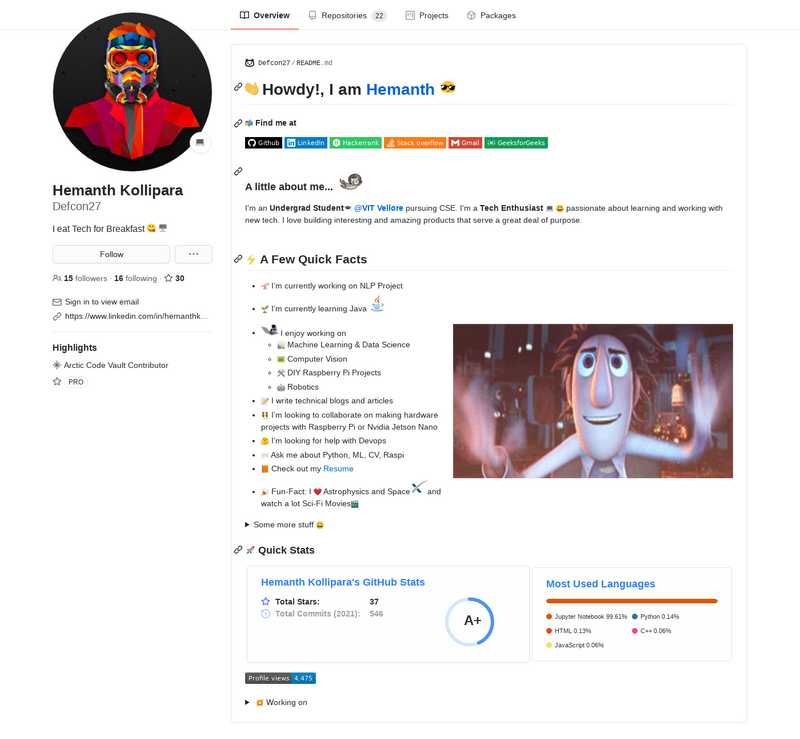 Overview
Repositories 22
Projects
Packages
Hemanth Kollipara
Defcon27
I eat Tech for Breakfast 😋 🖥️
Follow
15 followers · 16 following · 30
Sign in to view email
https://www.linkedin.com/in/hemanthk…
Highlights
Arctic Code Vault Contributor
PRO
Defcon27/README.md
👋 Howdy!, I am Hemanth 😎
📫 Find me at
Github LinkedIn Hackerrank Stack overflow Gmail GeeksforGeeks
A little about me...
I'm an Undergrad Student✒ @VIT Vellore pursuing CSE. I'm a Tech Enthusiast 💻 😄 passionate about learning and working with
new tech. I love building interesting and amazing products that serve a great deal of purpose.
⚡ A Few Quick Facts
I'm currently working on NLP Project
I'm currently learning Java
I enjoy working on
Machine Learning & Data Science
Computer Vision
DIY Raspberry Pi Projects
Robotics
I write technical blogs and articles
I'm looking to collaborate on making hardware
projects with Raspberry Pi or Nvidia Jetson Nano
I'm looking for help with Devops
Ask me about Python, ML, CV, Raspi
Check out my Resume
Fun-Fact: I ❤️ Astrophysics and Space and
watch a lot Sci-Fi Movies
Some more stuff
🚀 Quick Stats
Hemanth Kollipara's GitHub Stats
Total Stars: 37
Total Commits (2021): 546
A+
Most Used Languages
Jupyter Notebook 99.61% Python 0.14%
HTML 0.13% C++ 0.06%
JavaScript 0.06%
Profile views 4,475
Working on